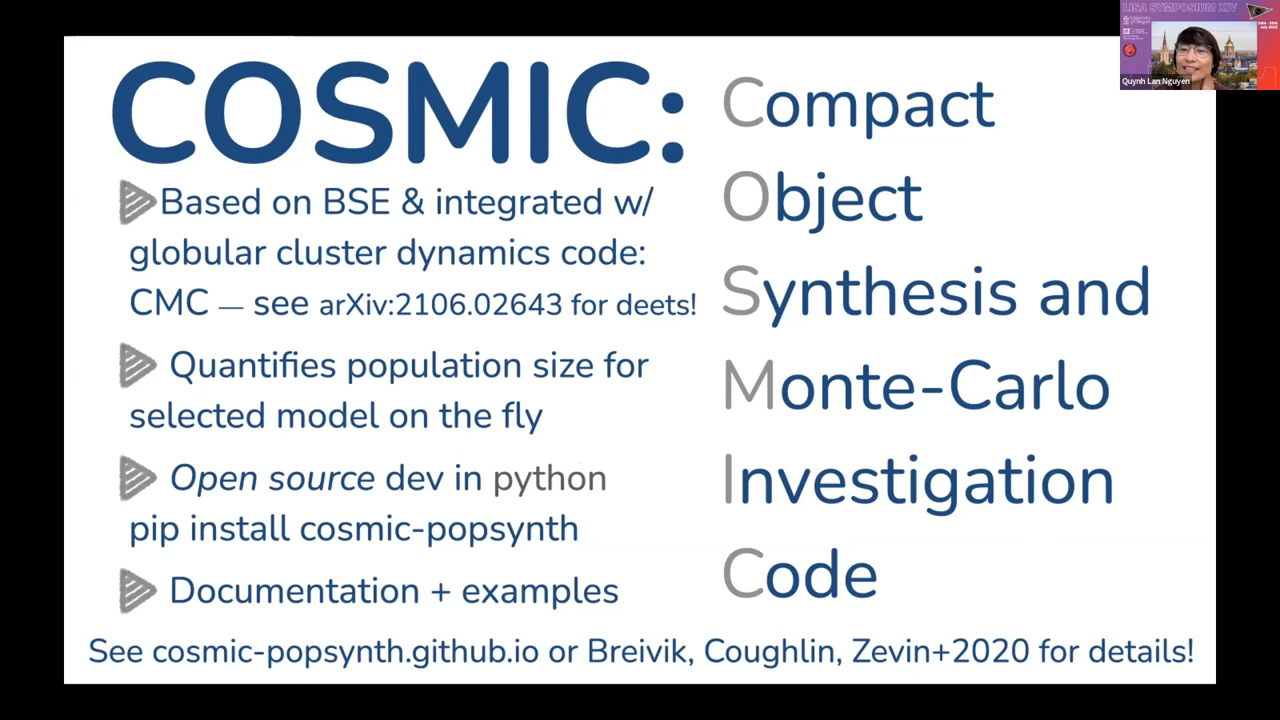 COSMIC:
Based on BSE & integrated w/
globular cluster dynamics code:
CMC — see arXiv:2106.02643 for deets!
Quantifies population size for
selected model on the fly
Open source dev in python
pip install cosmic-popsynth
Documentation + examples
Compact
Object
Synthesis and
Monte-Carlo
Investigation
Code
See cosmic-popsynth.github.io or Breivik, Coughlin, Zevin+2020 for details!
LISA SYMPOSIUM XIV
Quynh Lan Nguyen